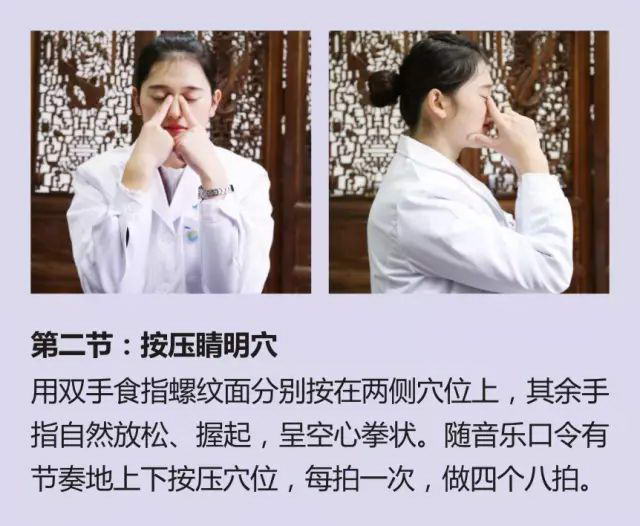 第二节：按压睛明穴
用双手食指螺纹面分别按在两侧穴位上，其余手
指自然放松、握起，呈空心拳状。随音乐口令有
节奏地上下按压穴位，每拍一次，做四个八拍。